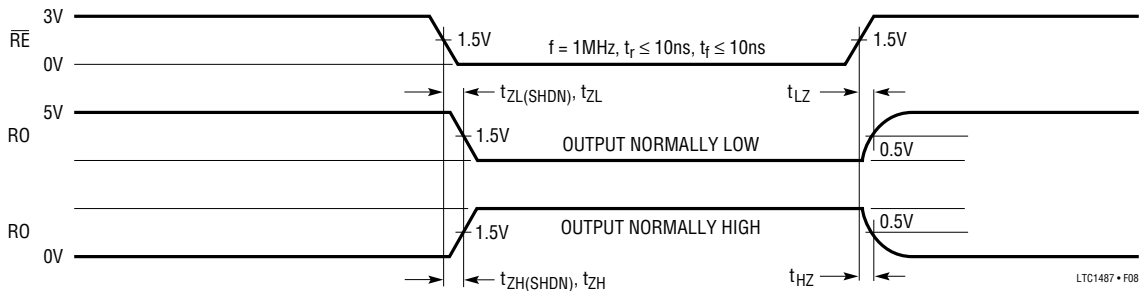 3V
R̅E̅
1.5V
f = 1MHz, tr ≤ 10ns, tf ≤ 10ns
1.5V
0V
tZL(SHDN), tZL
tLZ
5V
RO
1.5V
OUTPUT NORMALLY LOW
0.5V
RO
1.5V
OUTPUT NORMALLY HIGH
0.5V
0V
tZH(SHDN), tZH
tHZ
LTC1487 • F08